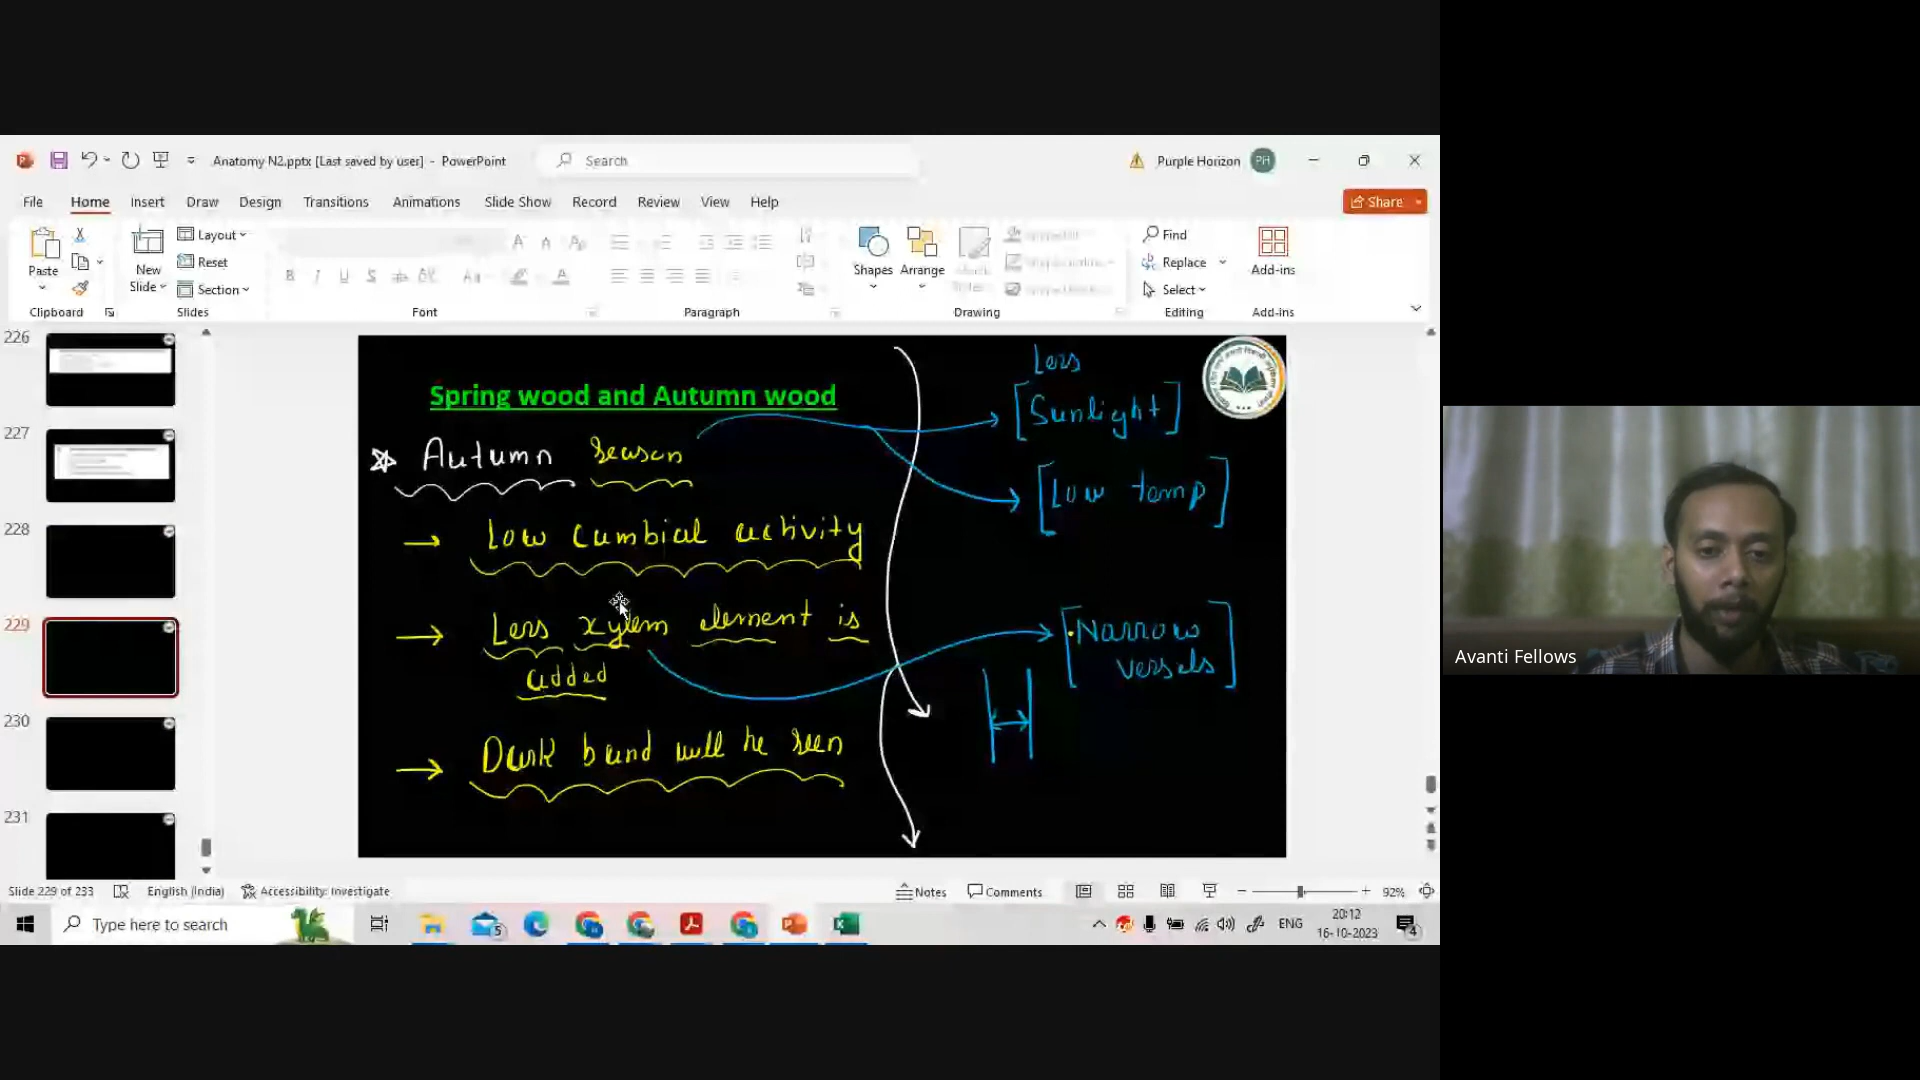 Anatomy N2.pptx [Last saved by user] - PowerPoint
Search
Purple Horizon PH
File Home Insert Draw Design Transitions Animations Slide Show Record Review View Help
Share
Paste
New Slide
Layout
Reset
Section
Shapes
Arrange
Find
Replace
Select
Add-ins
Clipboard Slides Font Paragraph Drawing Editing Add-ins
226
227
228
229
230
231
Spring wood and Autumn wood
Autumn season
→ Low cambial activity
→ Less xylem element is
added
→ Dark band will be seen
Less
[Sunlight]
[Low temp]
[Narrow
vessels]
Avanti Fellows
Slide 229 of 233 English (India) Accessibility: Investigate
Notes Comments 92%
Type here to search
5
ENG
20:12
16-10-2023
4